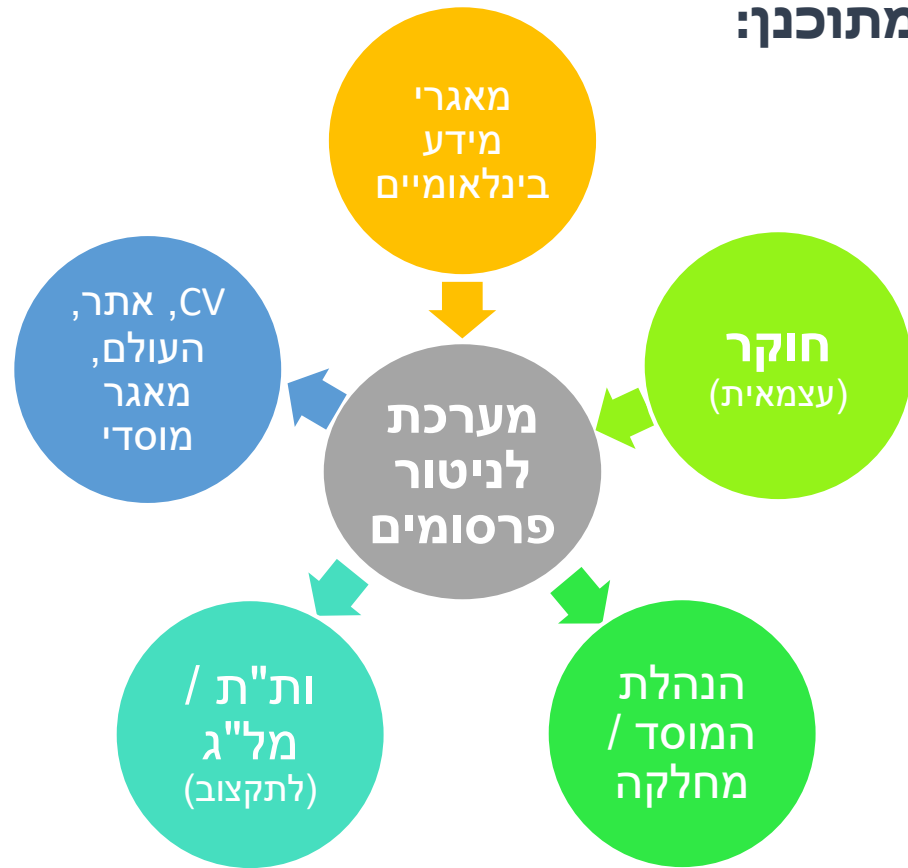 מתוכנן:
מאגרי
מידע
בינלאומיים
חוקר
(עצמאית)
CV, אתר,
העולם,
מאגר
מוסדי
מערכת
לניטור
פרסומים
הנהלת
המוסד /
מחלקה
ות"ת /
מל"ג
(לתקצוב)